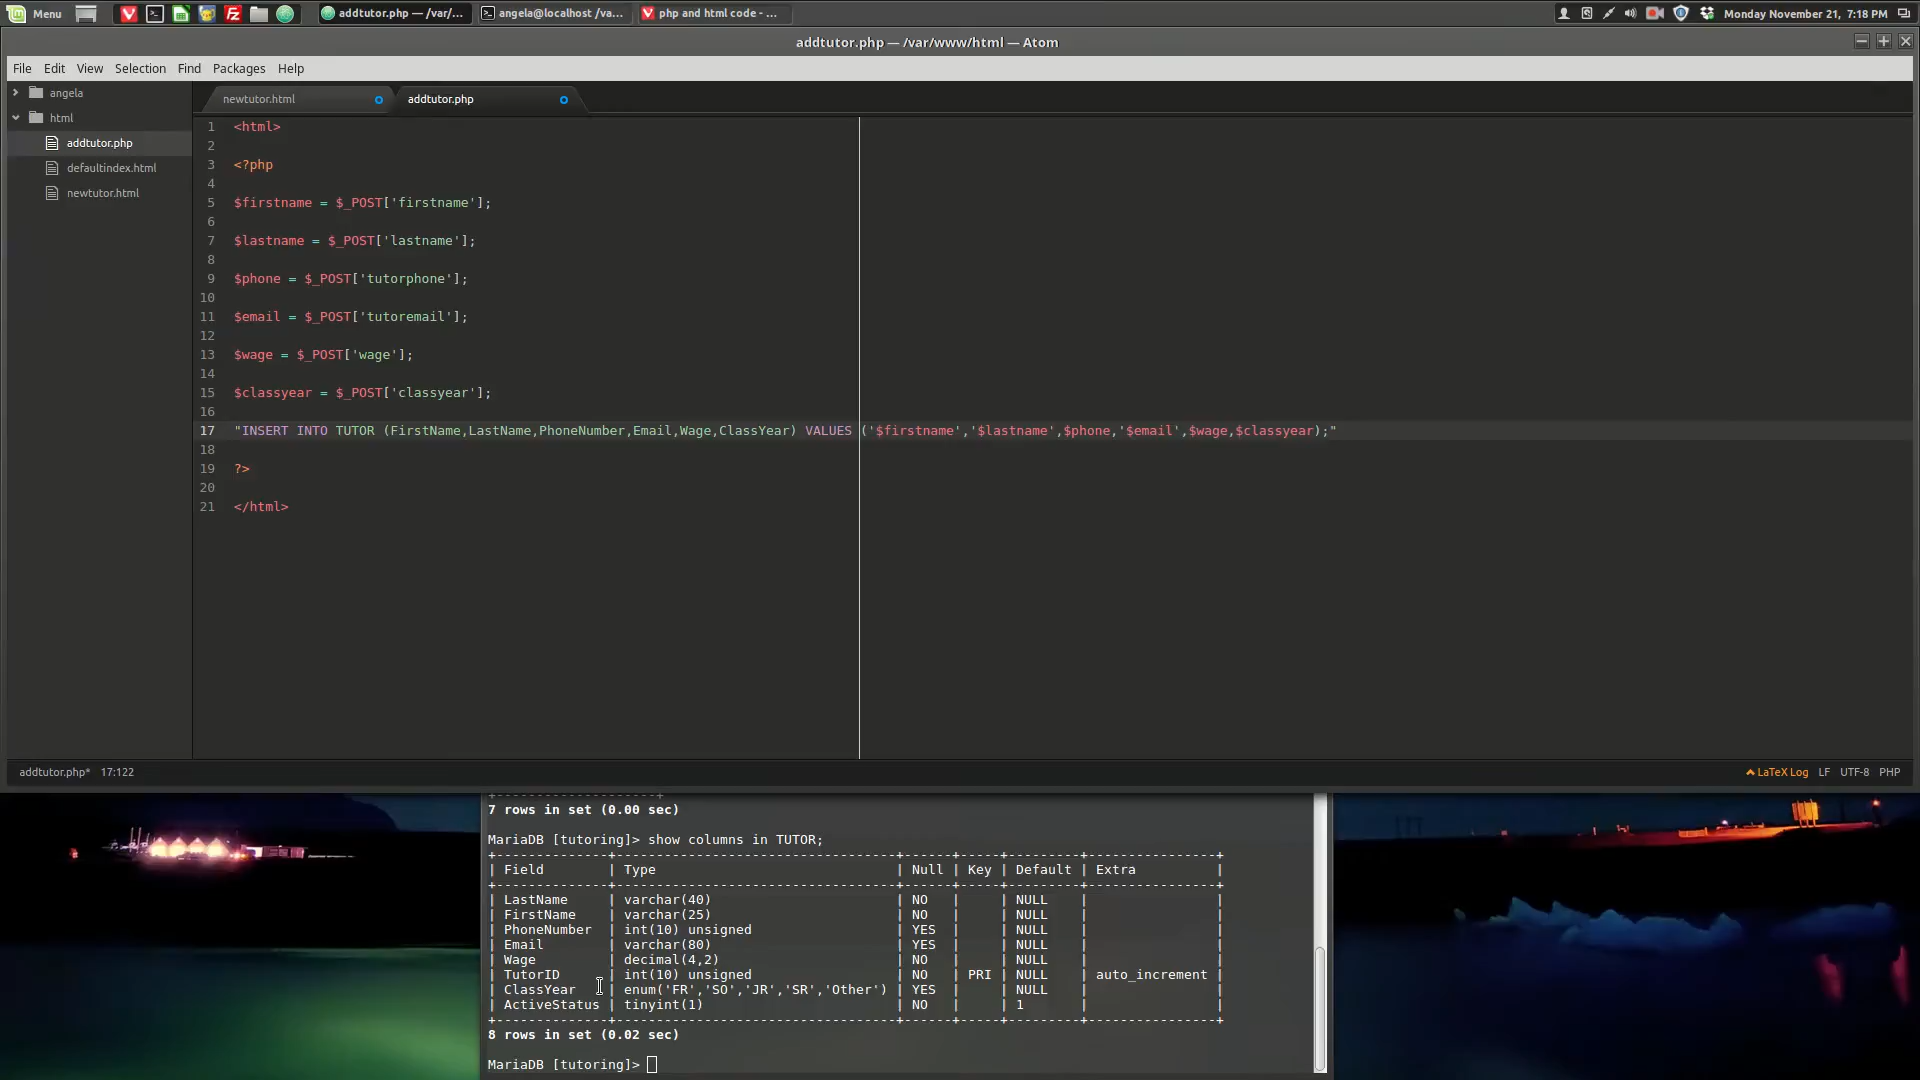 Menu
addtutor.php — /var/...
angela@localhost /va...
php and html code - ...
Monday November 21, 7:18 PM
addtutor.php — /var/www/html — Atom
File Edit View Selection Find Packages Help
angela
html
addtutor.php
defaultindex.html
newtutor.html
newtutor.html
addtutor.php
1 <html>
2
3 <?php
4
5 $firstname = $_POST['firstname'];
6
7 $lastname = $_POST['lastname'];
8
9 $phone = $_POST['tutorphone'];
10
11 $email = $_POST['tutoremail'];
12
13 $wage = $_POST['wage'];
14
15 $classyear = $_POST['classyear'];
16
17 "INSERT INTO TUTOR (FirstName,LastName,PhoneNumber,Email,Wage,ClassYear) VALUES ('$firstname','$lastname',$phone,'$email',$wage,$classyear);"
18
19 ?>
20
21 </html>
addtutor.php* 17:122
LaTeX Log LF UTF-8 PHP
7 rows in set (0.00 sec)
MariaDB [tutoring]> show columns in TUTOR;
+--------------+----------------------------------+------+-----+---------+----------------+
| Field | Type | Null | Key | Default | Extra |
+--------------+----------------------------------+------+-----+---------+----------------+
| LastName | varchar(40) | NO | | NULL | |
| FirstName | varchar(25) | NO | | NULL | |
| PhoneNumber | int(10) unsigned | YES | | NULL | |
| Email | varchar(80) | YES | | NULL | |
| Wage | decimal(4,2) | NO | | NULL | |
| TutorID | int(10) unsigned | NO | PRI | NULL | auto_increment |
| ClassYear | enum('FR','SO','JR','SR','Other') | YES | | NULL | |
| ActiveStatus | tinyint(1) | NO | | 1 | |
+--------------+----------------------------------+------+-----+---------+----------------+
8 rows in set (0.02 sec)
MariaDB [tutoring]>